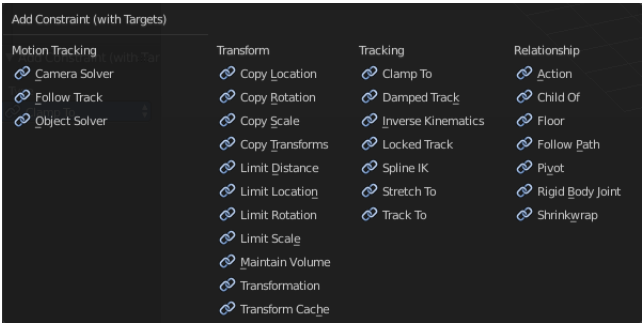 Add Constraint (with Targets)
Motion Tracking
Camera Solver
Follow Track
Object Solver
Transform
Copy Location
Copy Rotation
Copy Scale
Copy Transforms
Limit Distance
Limit Location
Limit Rotation
Limit Scale
Maintain Volume
Transformation
Transform Cache
Tracking
Clamp To
Damped Track
Inverse Kinematics
Locked Track
Spline IK
Stretch To
Track To
Relationship
Action
Child Of
Floor
Follow Path
Pivot
Rigid Body Joint
Shrinkwrap